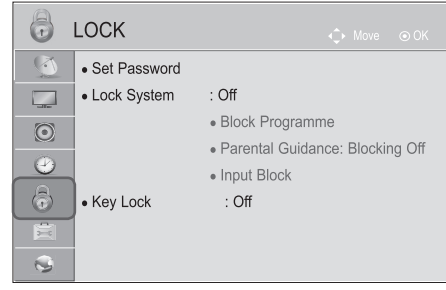 LOCK
Move ⊙ OK
• Set Password
• Lock System : Off
• Block Programme
• Parental Guidance: Blocking Off
• Input Block
• Key Lock : Off